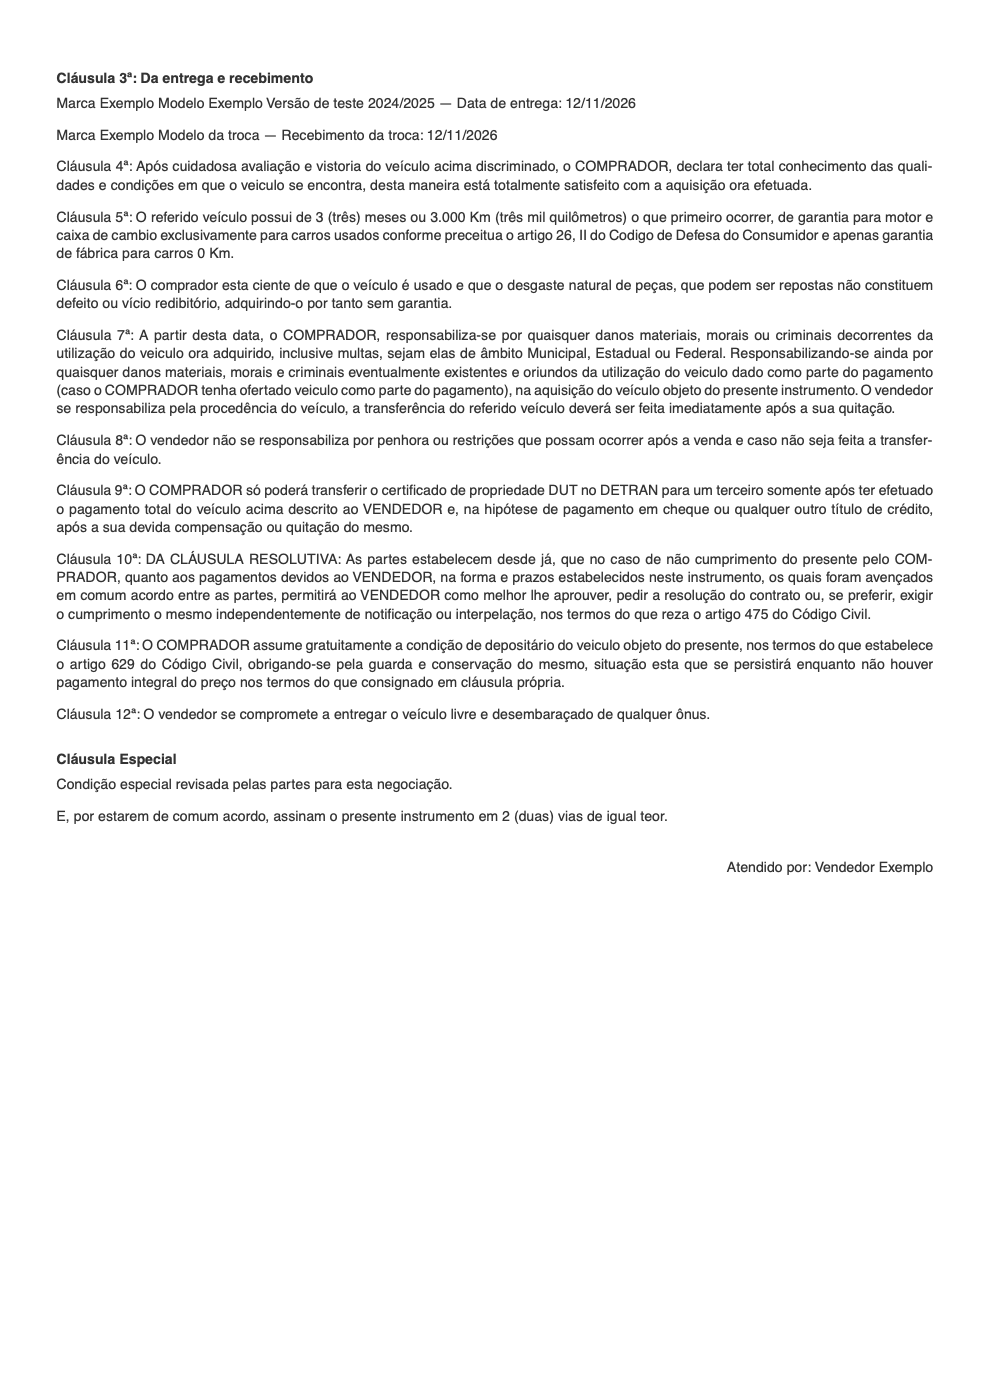 Cláusula 3ª: Da entrega e recebimento
Marca Exemplo Modelo Exemplo Versão de teste 2024/2025 — Data de entrega: 12/11/2026
Marca Exemplo Modelo da troca — Recebimento da troca: 12/11/2026
Cláusula 4ª: Após cuidadosa avaliação e vistoria do veículo acima discriminado, o COMPRADOR, declara ter total conhecimento das quali-
dades e condições em que o veiculo se encontra, desta maneira está totalmente satisfeito com a aquisição ora efetuada.
Cláusula 5ª: O referido veículo possui de 3 (três) meses ou 3.000 Km (três mil quilômetros) o que primeiro ocorrer, de garantia para motor e
caixa de cambio exclusivamente para carros usados conforme preceitua o artigo 26, II do Codigo de Defesa do Consumidor e apenas garantia
de fábrica para carros 0 Km.
Cláusula 6ª: O comprador esta ciente de que o veículo é usado e que o desgaste natural de peças, que podem ser repostas não constituem
defeito ou vício redibitório, adquirindo-o por tanto sem garantia.
Cláusula 7ª: A partir desta data, o COMPRADOR, responsabiliza-se por quaisquer danos materiais, morais ou criminais decorrentes da
utilização do veiculo ora adquirido, inclusive multas, sejam elas de âmbito Municipal, Estadual ou Federal. Responsabilizando-se ainda por
quaisquer danos materiais, morais e criminais eventualmente existentes e oriundos da utilização do veiculo dado como parte do pagamento
(caso o COMPRADOR tenha ofertado veiculo como parte do pagamento), na aquisição do veículo objeto do presente instrumento. O vendedor
se responsabiliza pela procedência do veículo, a transferência do referido veículo deverá ser feita imediatamente após a sua quitação.
Cláusula 8ª: O vendedor não se responsabiliza por penhora ou restrições que possam ocorrer após a venda e caso não seja feita a transfer-
ência do veículo.
Cláusula 9ª: O COMPRADOR só poderá transferir o certificado de propriedade DUT no DETRAN para um terceiro somente após ter efetuado
o pagamento total do veículo acima descrito ao VENDEDOR e, na hipótese de pagamento em cheque ou qualquer outro título de crédito,
após a sua devida compensação ou quitação do mesmo.
Cláusula 10ª: DA CLÁUSULA RESOLUTIVA: As partes estabelecem desde já, que no caso de não cumprimento do presente pelo COM-
PRADOR, quanto aos pagamentos devidos ao VENDEDOR, na forma e prazos estabelecidos neste instrumento, os quais foram avençados
em comum acordo entre as partes, permitirá ao VENDEDOR como melhor lhe aprouver, pedir a resolução do contrato ou, se preferir, exigir
o cumprimento o mesmo independentemente de notificação ou interpelação, nos termos do que reza o artigo 475 do Código Civil.
Cláusula 11ª: O COMPRADOR assume gratuitamente a condição de depositário do veiculo objeto do presente, nos termos do que estabelece
o artigo 629 do Código Civil, obrigando-se pela guarda e conservação do mesmo, situação esta que se persistirá enquanto não houver
pagamento integral do preço nos termos do que consignado em cláusula própria.
Cláusula 12ª: O vendedor se compromete a entregar o veículo livre e desembaraçado de qualquer ônus.
Cláusula Especial
Condição especial revisada pelas partes para esta negociação.
E, por estarem de comum acordo, assinam o presente instrumento em 2 (duas) vias de igual teor.
Atendido por: Vendedor Exemplo